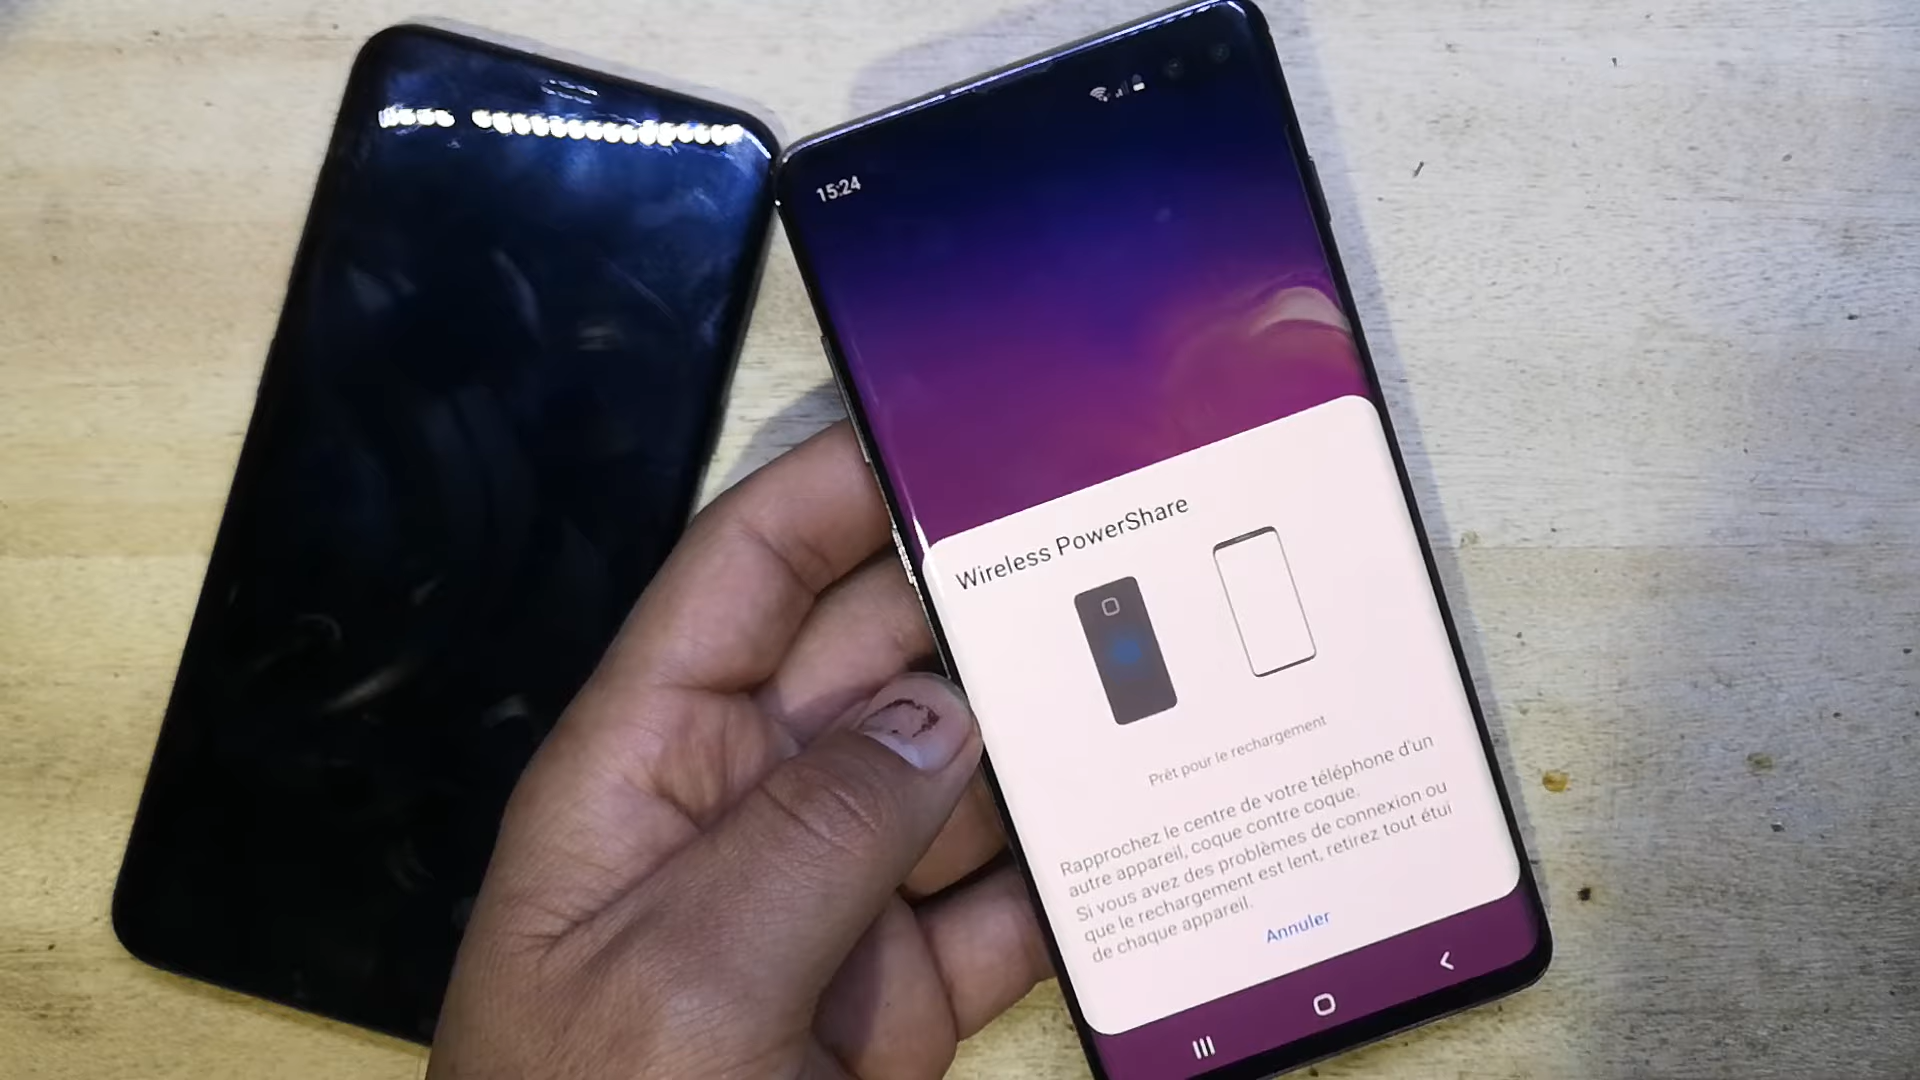 15:24
Wireless PowerShare
Prêt pour le rechargement
Rapprochez le centre de votre téléphone d'un
autre appareil, coque contre coque.
Si vous avez des problèmes de connexion ou
que le rechargement est lent, retirez tout étui
de chaque appareil.
Annuler